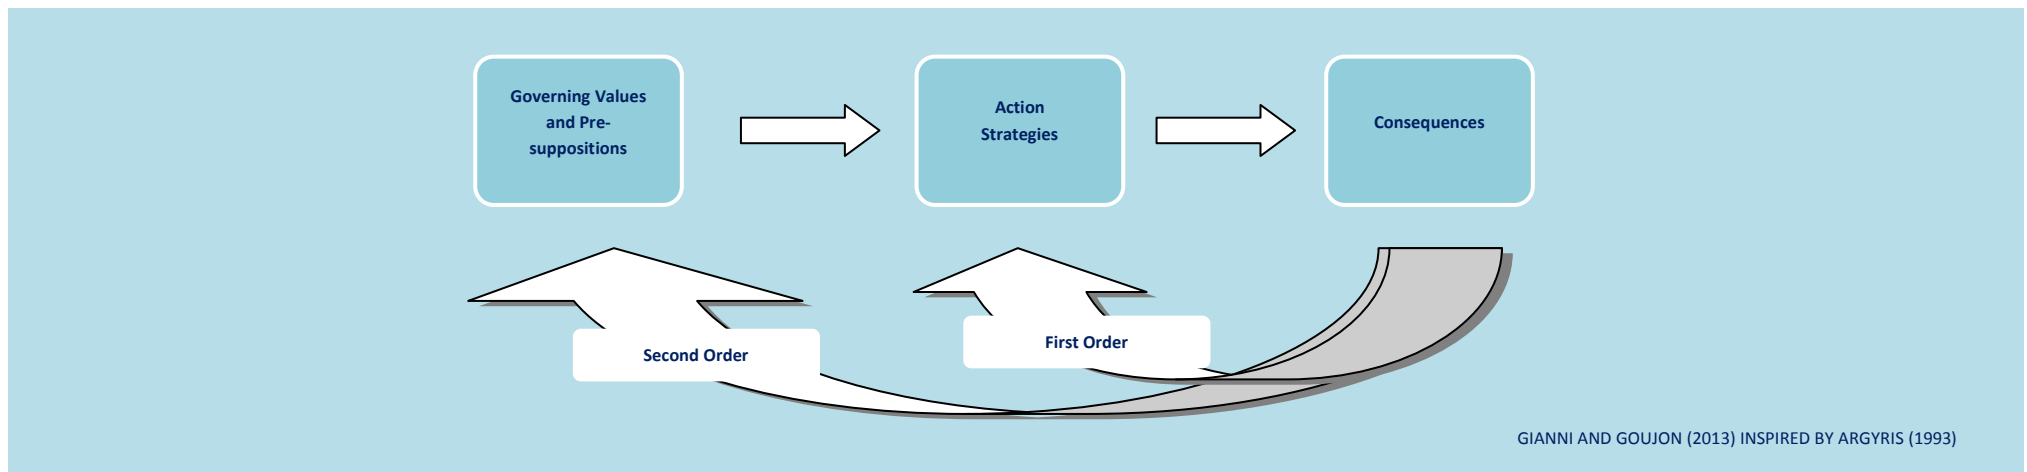 Governing Values
and Pre-
suppositions
Action
Strategies
Consequences
Second Order
First Order
GIANNI AND GOUJON (2013) INSPIRED BY ARGYRIS (1993)